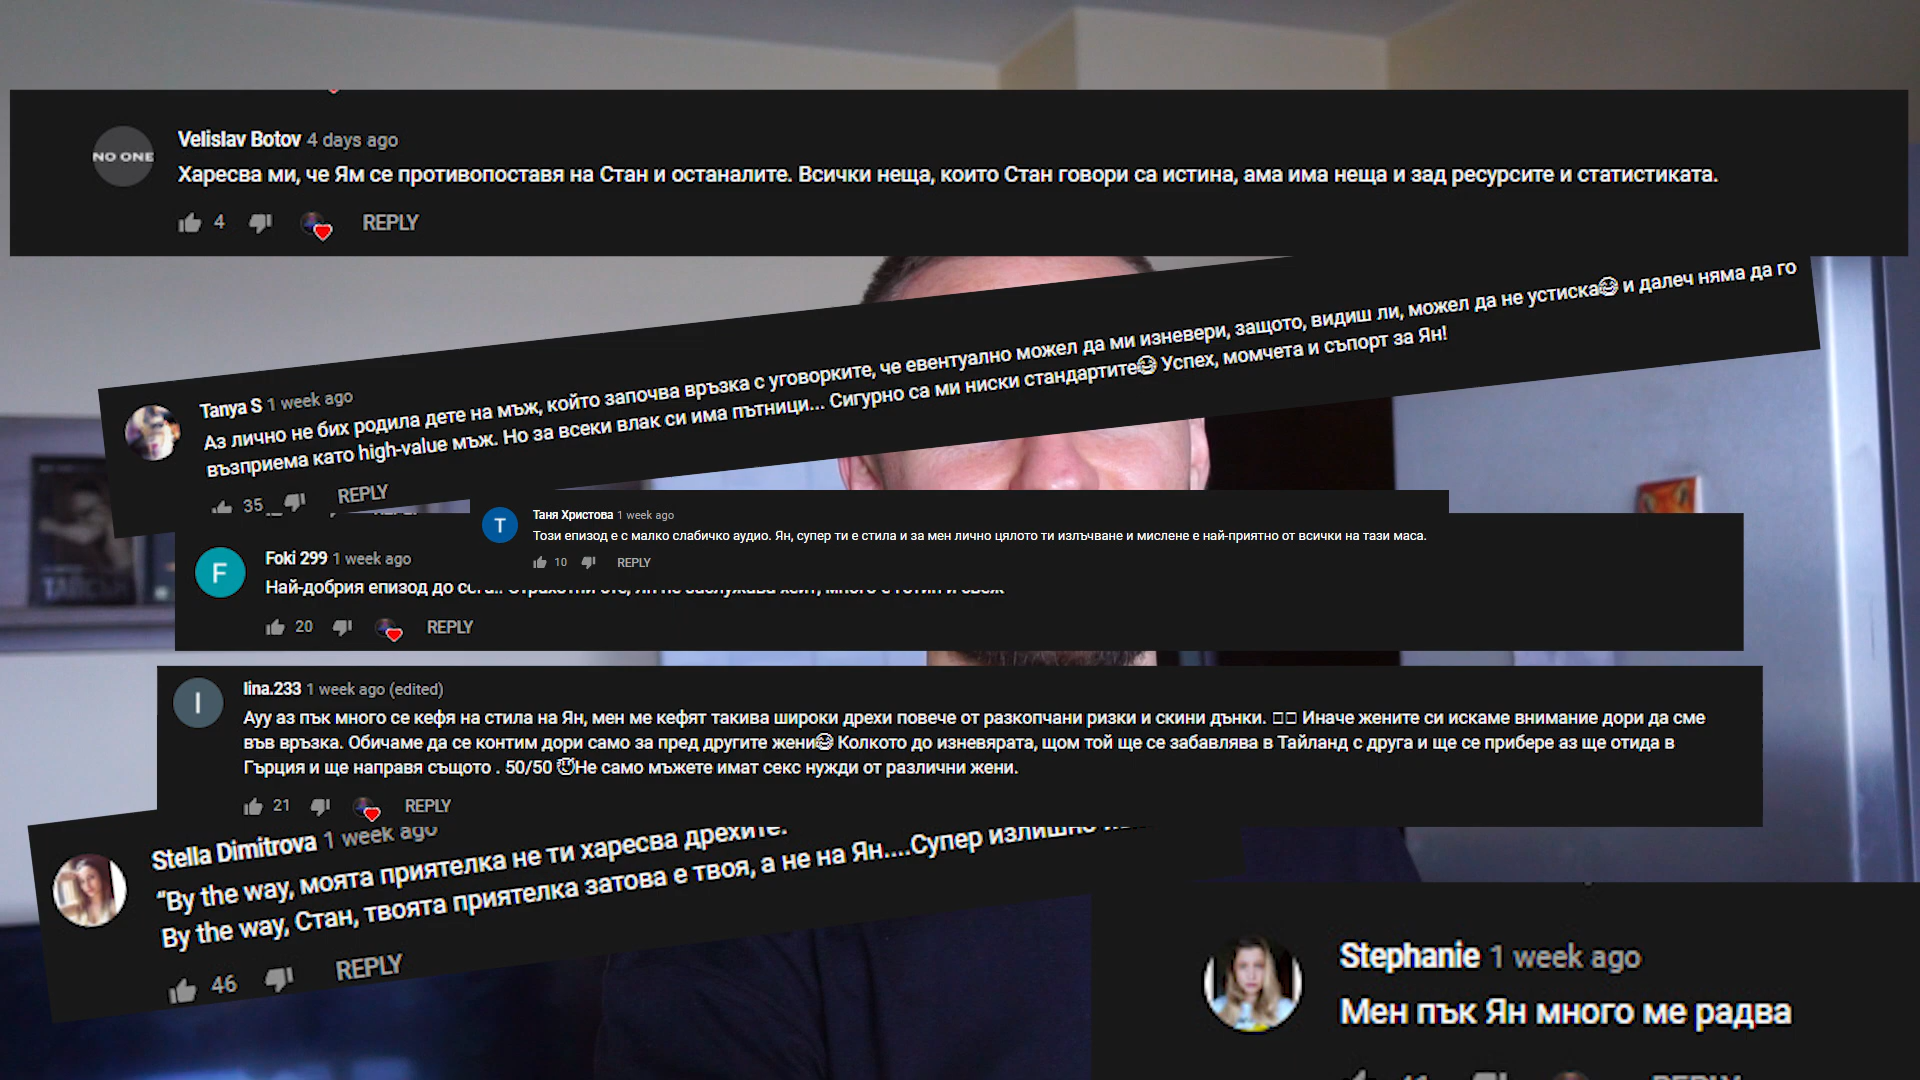 NO ONE
Velislav Botov 4 days ago
Харесва ми, че Ям се противопоставя на Стан и останалите. Всички неща, които Стан говори са истина, ама има неща и зад ресурсите и статистиката.
4 REPLY
Tanya S 1 week ago
Аз лично не бих родила дете на мъж, който започва връзка с уговорките, че евентуално можел да ми изневери, защото, видиш ли, можел да не устиска😂 и далеч няма да го
възприема като high-value мъж. Но за всеки влак си има пътници... Сигурно са ми ниски стандартите😂 Успех, момчета и съпорт за Ян!
35 REPLY
T
Таня Христова 1 week ago
Този епизод е с малко слабичко аудио. Ян, супер ти е стила и за мен лично цялото ти излъчване и мислене е най-приятно от всички на тази маса.
10 REPLY
F
Foki 299 1 week ago
Най-добрия епизод до
20 REPLY
I
Iina.233 1 week ago (edited)
Ауу аз пък много се кефя на стила на Ян, мен ме кефят такива широки дрехи повече от разкопчани ризки и скини дънки. □□ Иначе жените си искаме внимание дори да сме
във връзка. Обичаме да се контим дори само за пред другите жени😂 Колкото до изневярата, щом той ще се забавлява в Тайланд с друга и ще се прибере аз ще отида в
Гърция и ще направя същото . 50/50 😈Не само мъжете имат секс нужди от различни жени.
21 REPLY
Stella Dimitrova 1 week ago
“By the way, моята приятелка не ти харесва дрехите.
By the way, Стан, твоята приятелка затова е твоя, а не на Ян....Супер излишно
46 REPLY
Stephanie 1 week ago
Мен пък Ян много ме радва
REPLY